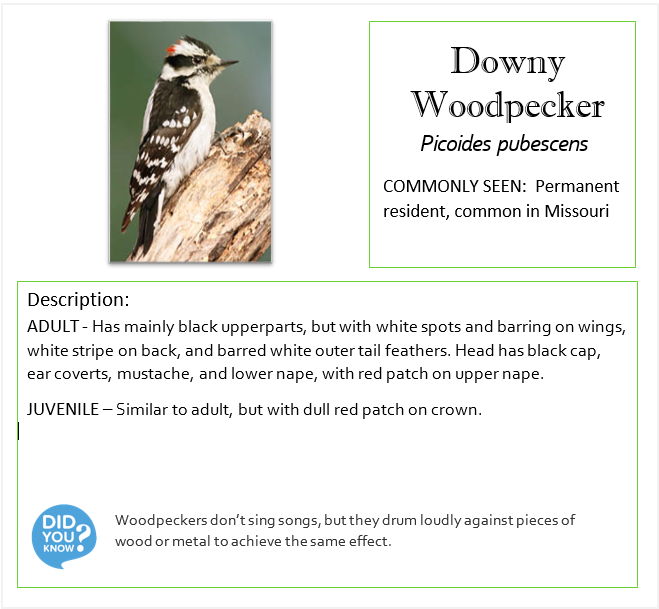 Downy
Woodpecker
Picoides pubescens
COMMONLY SEEN: Permanent
resident, common in Missouri
Description:
ADULT - Has mainly black upperparts, but with white spots and barring on wings,
white stripe on back, and barred white outer tail feathers. Head has black cap,
ear coverts, mustache, and lower nape, with red patch on upper nape.
JUVENILE – Similar to adult, but with dull red patch on crown.
DID
YOU
KNOW?
Woodpeckers don’t sing songs, but they drum loudly against pieces of
wood or metal to achieve the same effect.